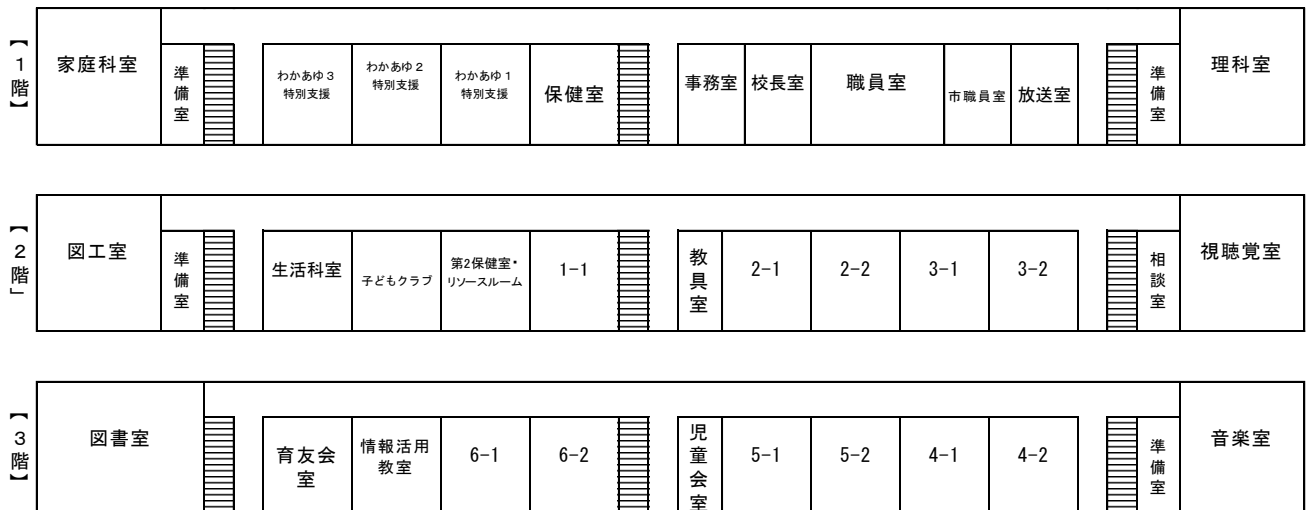 【1階】
家庭科室
準備室
わかあゆ3
特別支援
わかあゆ2
特別支援
わかあゆ1
特別支援
保健室
事務室
校長室
職員室
市職員室
放送室
準備室
理科室
【2階」
図工室
準備室
生活科室
子どもクラブ
第2保健室・
リソースルーム
1-1
教具室
2-1
2-2
3-1
3-2
相談室
視聴覚室
【3階】
図書室
育友会
室
情報活用
教室
6-1
6-2
児童会室
5-1
5-2
4-1
4-2
準備室
音楽室